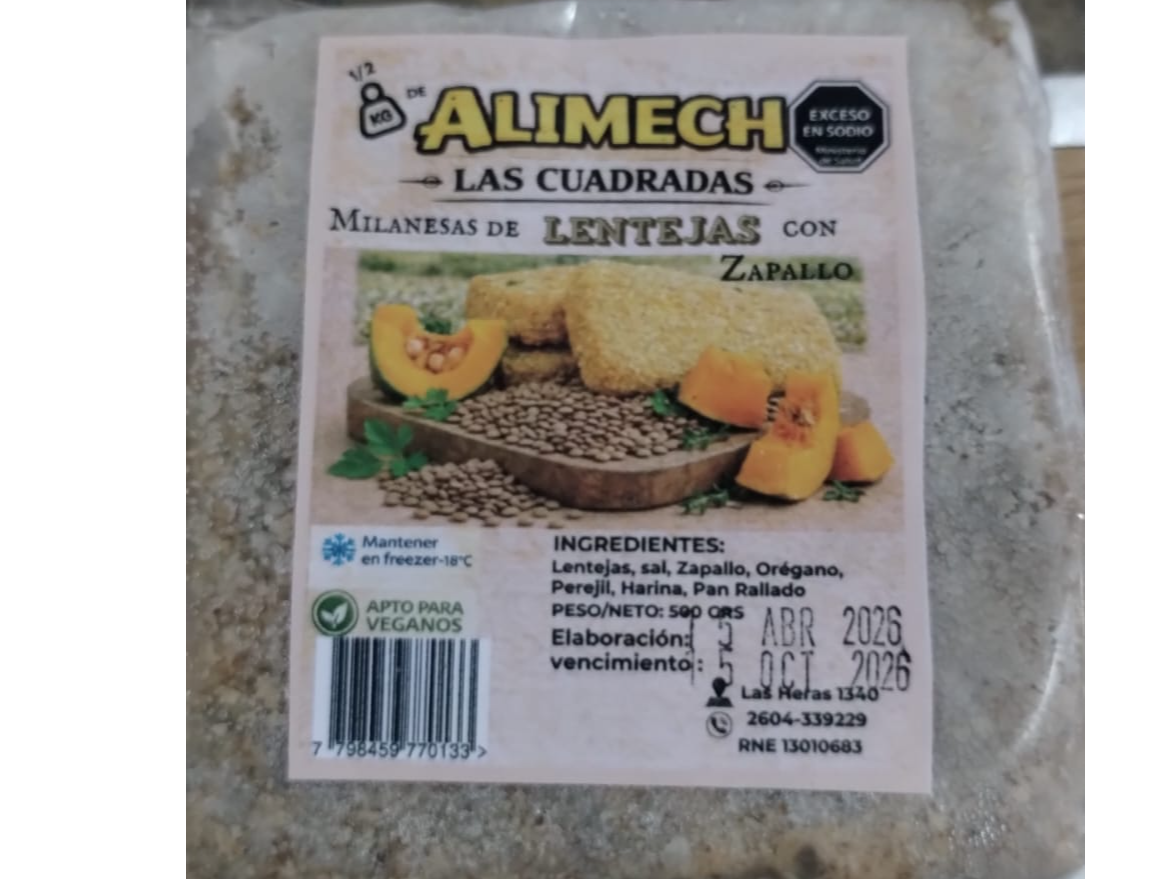 1/2
KG
DE
ALIMECH
EXCESO
EN SODIO
Ministerio
de Salud
LAS CUADRADAS
MILANESAS DE LENTEJAS CON
ZAPALLO
Mantener
en freezer-18°C
APTO PARA
VEGANOS
INGREDIENTES:
Lentejas, sal, Zapallo, Orégano,
Perejil, Harina, Pan Rallado
PESO/NETO: 500 GRS
Elaboración: 15 ABR 2026
vencimiento: 15 OCT 2026
Las Heras 1340
2604-339229
RNE 13010683
7 798459 770133 >